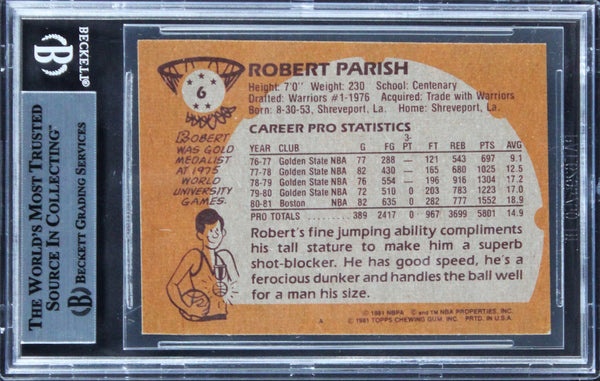 BECKETT
THE WORLD'S MOST TRUSTED
SOURCE IN COLLECTING™
BECKETT GRADING SERVICES
6
ROBERT PARISH
Height: 7'0" Weight: 230 School: Centenary
Drafted: Warriors #1-1976 Acquired: Trade with Warriors
Born: 8-30-53, Shreveport, La. Home: Shreveport, La.
CAREER PRO STATISTICS
YEAR CLUB G FG 3-PT FT REB PTS AVG
76-77 Golden State NBA 77 288 — 121 543 697 9.1
77-78 Golden State NBA 82 430 — 165 680 1025 12.5
78-79 Golden State NBA 76 554 — 196 916 1304 17.2
79-80 Golden State NBA 72 510 0 203 783 1223 17.0
80-81 Boston NBA 82 635 0 282 777 1552 18.9
PRO TOTALS 389 2417 0 967 3699 5801 14.9
ROBERT
WAS GOLD
MEDALIST
AT 1975
WORLD
UNIVERSITY
GAMES.
Robert's fine jumping ability compliments
his tall stature to make him a superb
shot-blocker. He has good speed, he's a
ferocious dunker and handles the ball well
for a man his size.
A
© 1981 NBPA © and ™ NBA PROPERTIES, INC.
© 1981 TOPPS CHEWING GUM, INC. PRTD. IN U.S.A.